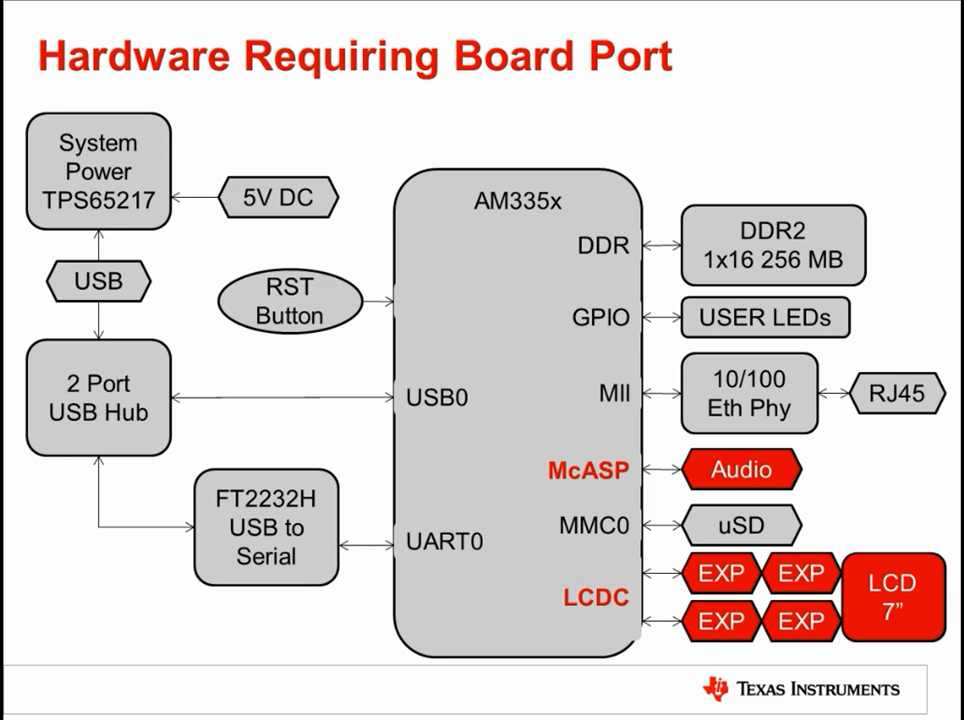 Hardware Requiring Board Port
System
Power
TPS65217
5V DC
USB
RST
Button
2 Port
USB Hub
FT2232H
USB to
Serial
AM335x
DDR
GPIO
MII
USB0
McASP
MMC0
UART0
LCDC
DDR2
1x16 256 MB
USER LEDs
10/100
Eth Phy
RJ45
Audio
uSD
EXP EXP
EXP EXP
LCD
7”
TEXAS INSTRUMENTS